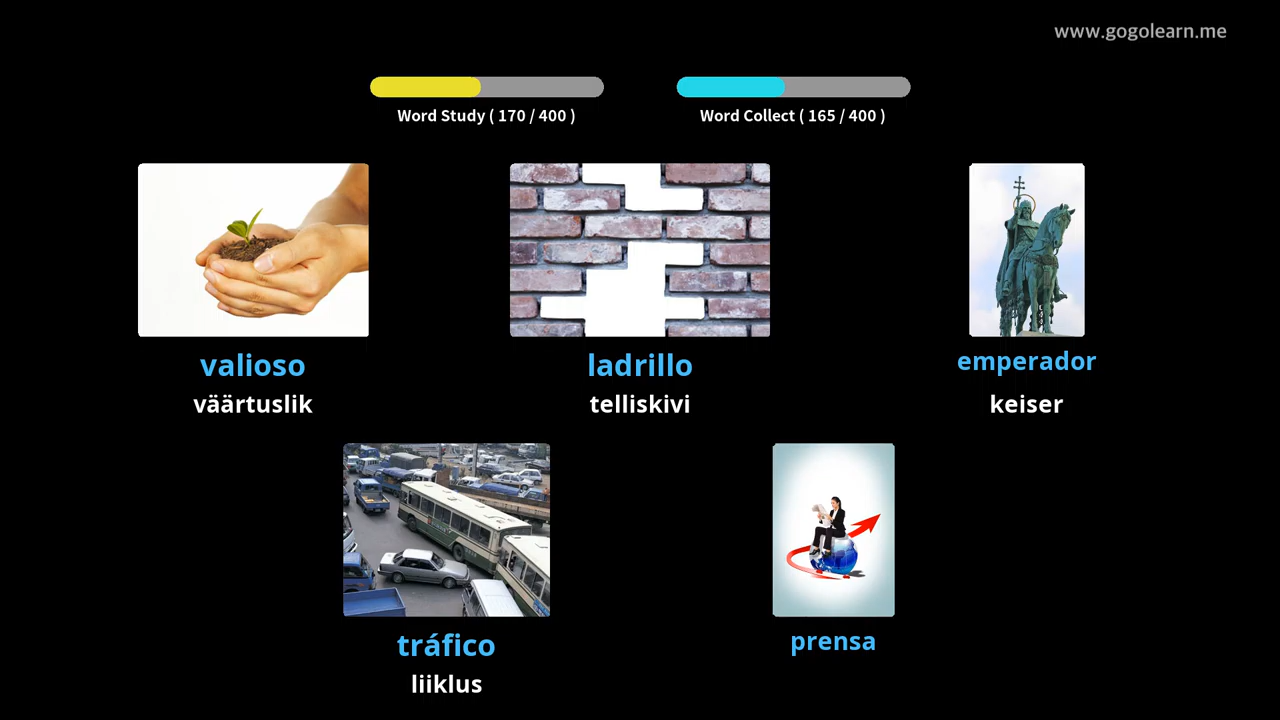 www.gogolearn.me
Word Study ( 170 / 400 )
Word Collect ( 165 / 400 )
valioso
väärtuslik
ladrillo
telliskivi
emperador
keiser
tráfico
liiklus
prensa